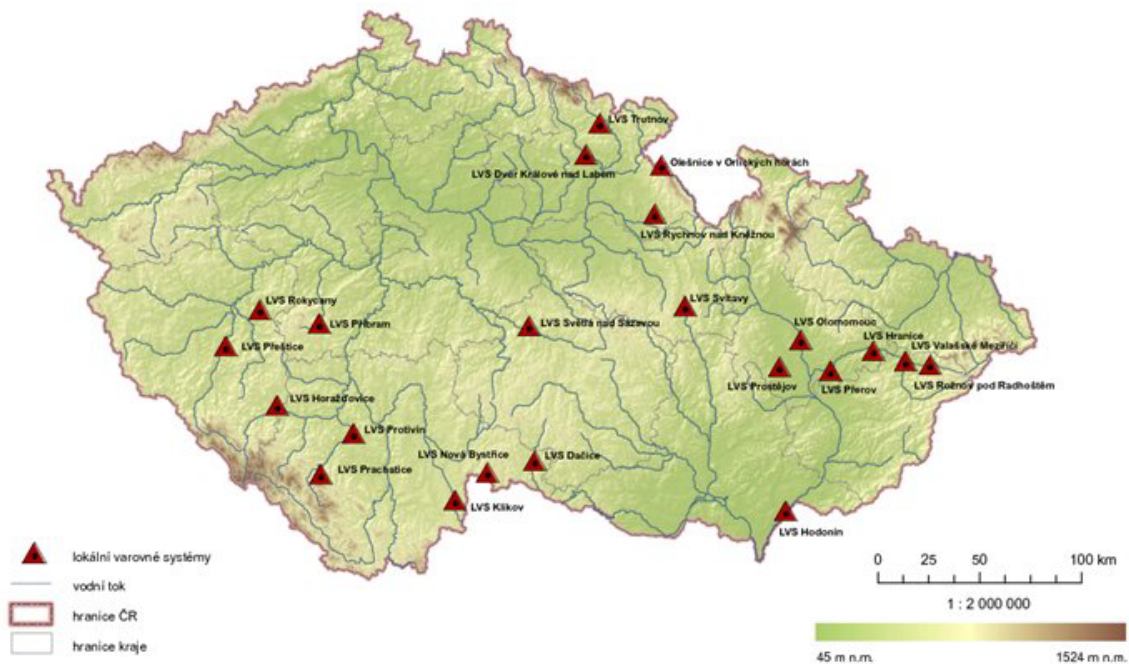 LVS Trutnov
LVS Dvůr Králové nad Labem
Olešnice v Orlických horách
LVS Rychnov nad Kněžnou
LVS Rokycany
LVS Příbram
LVS Přeštice
LVS Světlá nad Sázavou
LVS Svitavy
LVS Olomomouc
LVS Hranice
LVS Valašské Meziříčí
LVS Prostějov
LVS Přerov
LVS Rožnov pod Radhoštěm
LVS Horažďovice
LVS Protivín
LVS Prachatice
LVS Nová Bystřice
LVS Dačice
LVS Klikov
LVS Hodonín
lokální varovné systémy
vodní tok
hranice ČR
hranice kraje
0 25 50 100 km
1 : 2 000 000
45 m n.m. 1524 m n.m.